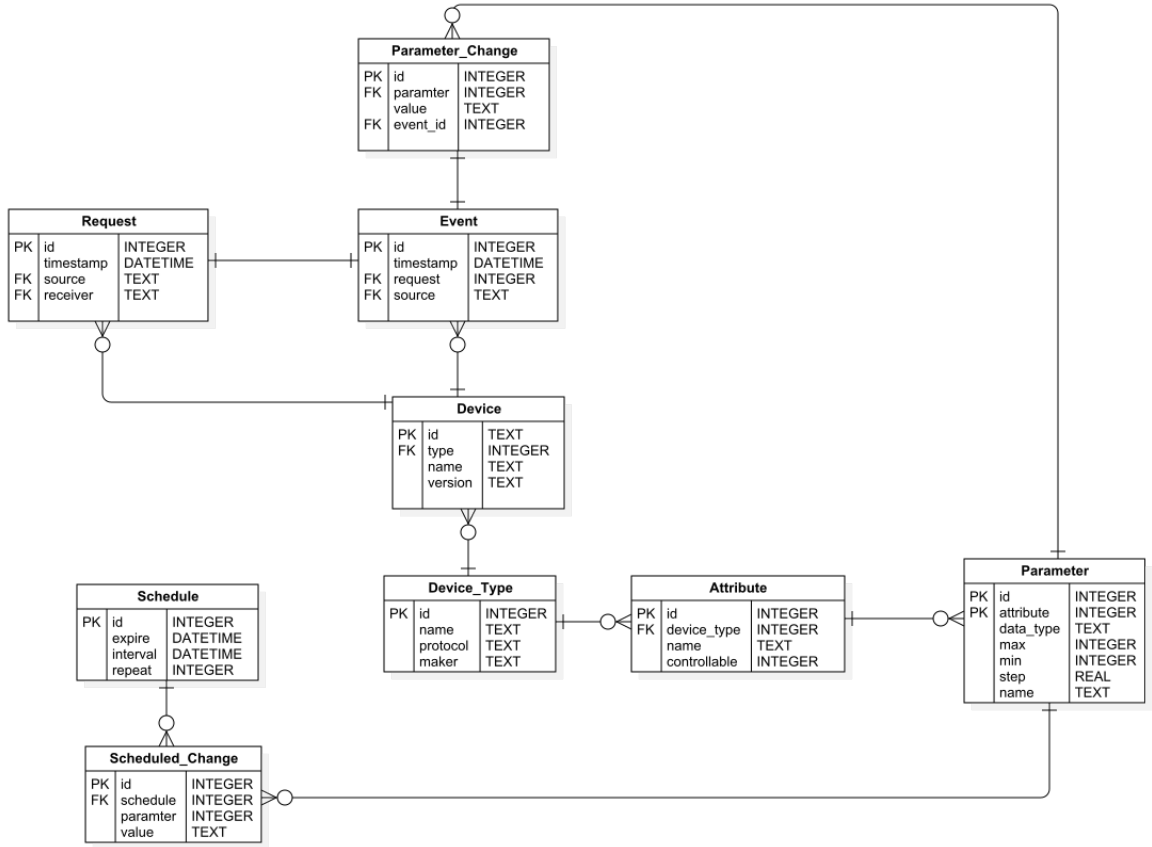 Parameter_Change
PK id INTEGER
FK paramter INTEGER
value TEXT
FK event_id INTEGER
Request
PK id INTEGER
timestamp DATETIME
FK source TEXT
FK receiver TEXT
Event
PK id INTEGER
timestamp DATETIME
FK request INTEGER
FK source TEXT
Device
PK id TEXT
FK type INTEGER
name TEXT
version TEXT
Schedule
PK id INTEGER
expire DATETIME
interval DATETIME
repeat INTEGER
Device_Type
PK id INTEGER
name TEXT
protocol TEXT
maker TEXT
Attribute
PK id INTEGER
FK device_type INTEGER
name TEXT
controllable INTEGER
Parameter
PK id INTEGER
PK attribute INTEGER
data_type TEXT
max INTEGER
min INTEGER
step REAL
name TEXT
Scheduled_Change
PK id INTEGER
FK schedule INTEGER
paramter INTEGER
value TEXT